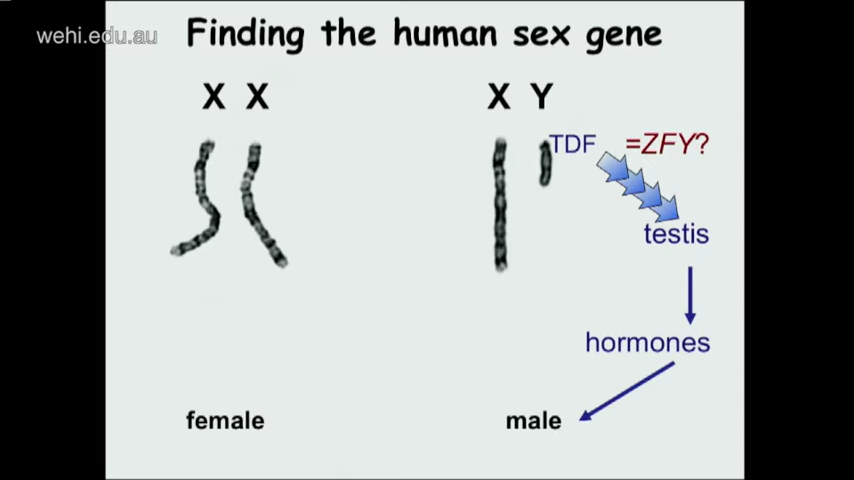 wehi.edu.au
Finding the human sex gene
X X
X Y
TDF =ZFY?
testis
hormones
female
male